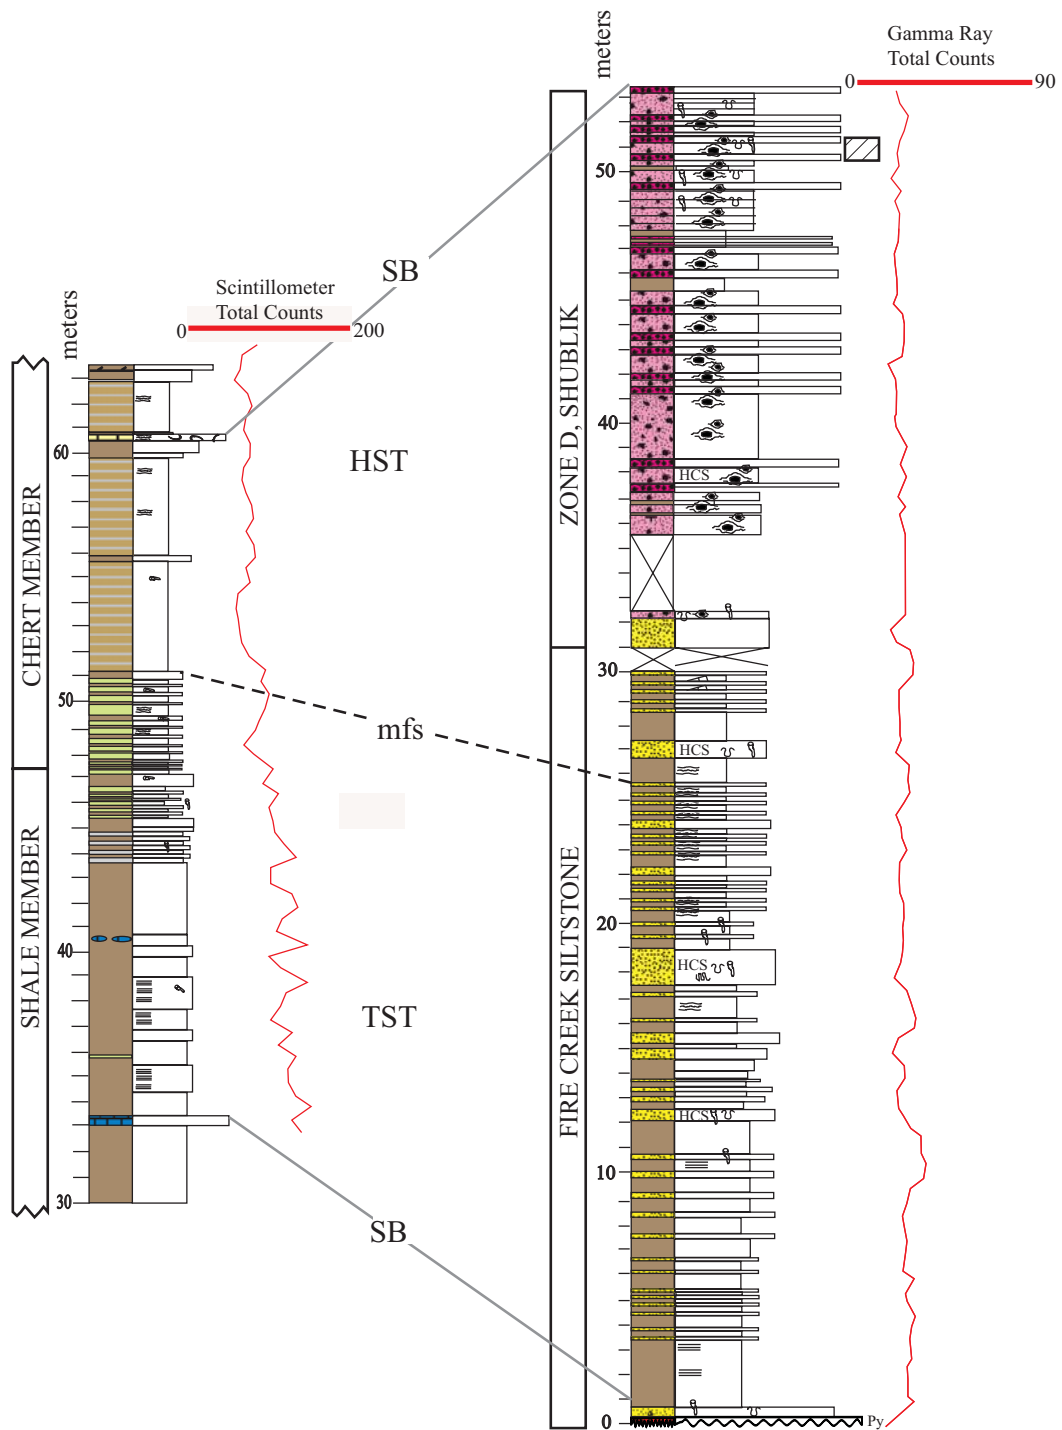 meters
Gamma Ray
Total Counts
0
90
50
SB
meters
Scintillometer
Total Counts
0
200
ZONE D, SHUBLIK
40
60
HST
CHERT MEMBER
HCS
50
30
mfs
HCS
SHALE MEMBER
FIRE CREEK SILTSTONE
20
40
HCS
TST
HCS
10
30
SB
0
Py